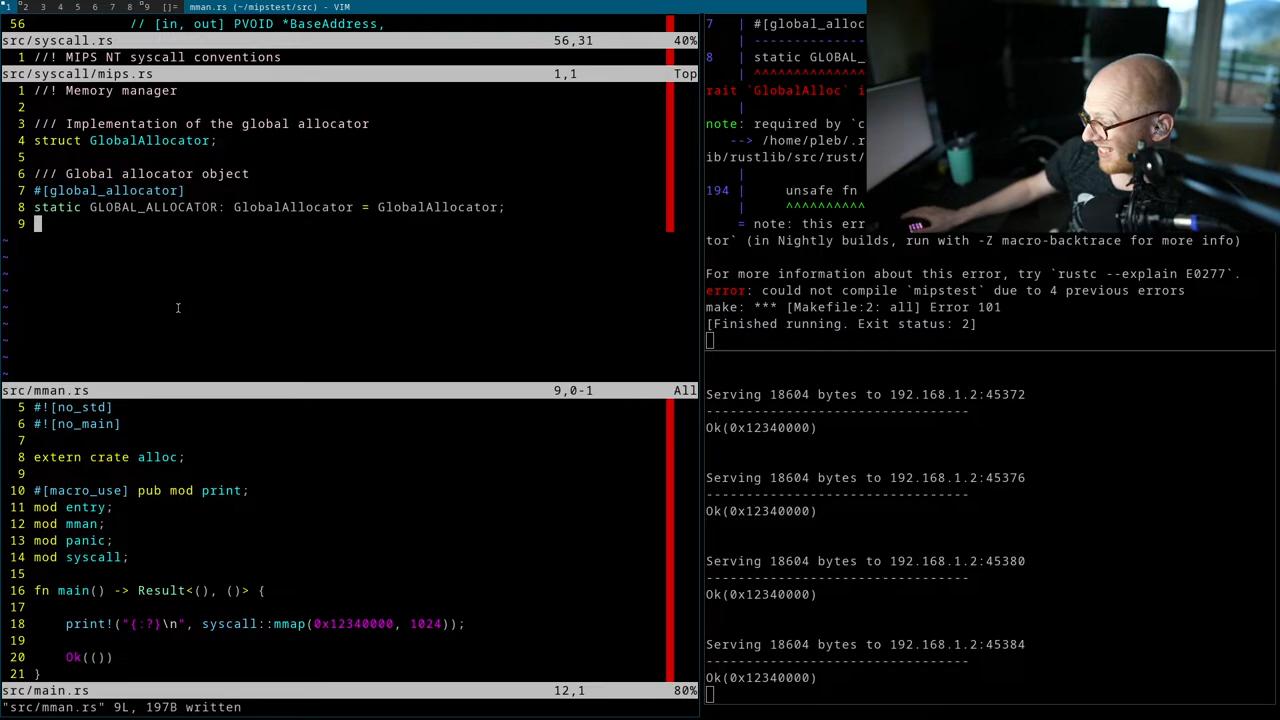 1 2 3 4 5 6 7 8 9 []= mman.rs (~/mipstest/src) - VIM
56 // [in, out] PVOID *BaseAddress,
src/syscall.rs 56,31 40%
1 //! MIPS NT syscall conventions
src/syscall/mips.rs 1,1 Top
1 //! Memory manager
2
3 /// Implementation of the global allocator
4 struct GlobalAllocator;
5
6 /// Global allocator object
7 #[global_allocator]
8 static GLOBAL_ALLOCATOR: GlobalAllocator = GlobalAllocator;
9
~
~
~
~
~
~
~
~
~
src/mman.rs 9,0-1 All
5 #![no_std]
6 #![no_main]
7
8 extern crate alloc;
9
10 #[macro_use] pub mod print;
11 mod entry;
12 mod mman;
13 mod panic;
14 mod syscall;
15
16 fn main() -> Result<(), ()> {
17
18 print!("{:?}\n", syscall::mmap(0x12340000, 1024));
19
20 Ok(())
21 }
src/main.rs 12,1 80%
"src/mman.rs" 9L, 197B written
7 | #[global_alloc
| --------------
8 | static GLOBAL_
| ^^^^^^^^^^^^^^
rait `GlobalAlloc` i
|
note: required by `c
--> /home/pleb/.r
ib/rustlib/src/rust/
|
194 | unsafe fn
| ^^^^^^^^^^
= note: this err
tor` (in Nightly builds, run with -Z macro-backtrace for more info)
For more information about this error, try `rustc --explain E0277`.
error: could not compile `mipstest` due to 4 previous errors
make: *** [Makefile:2: all] Error 101
[Finished running. Exit status: 2]
Serving 18604 bytes to 192.168.1.2:45372
---------------------------------
Ok(0x12340000)
Serving 18604 bytes to 192.168.1.2:45376
---------------------------------
Ok(0x12340000)
Serving 18604 bytes to 192.168.1.2:45380
---------------------------------
Ok(0x12340000)
Serving 18604 bytes to 192.168.1.2:45384
---------------------------------
Ok(0x12340000)